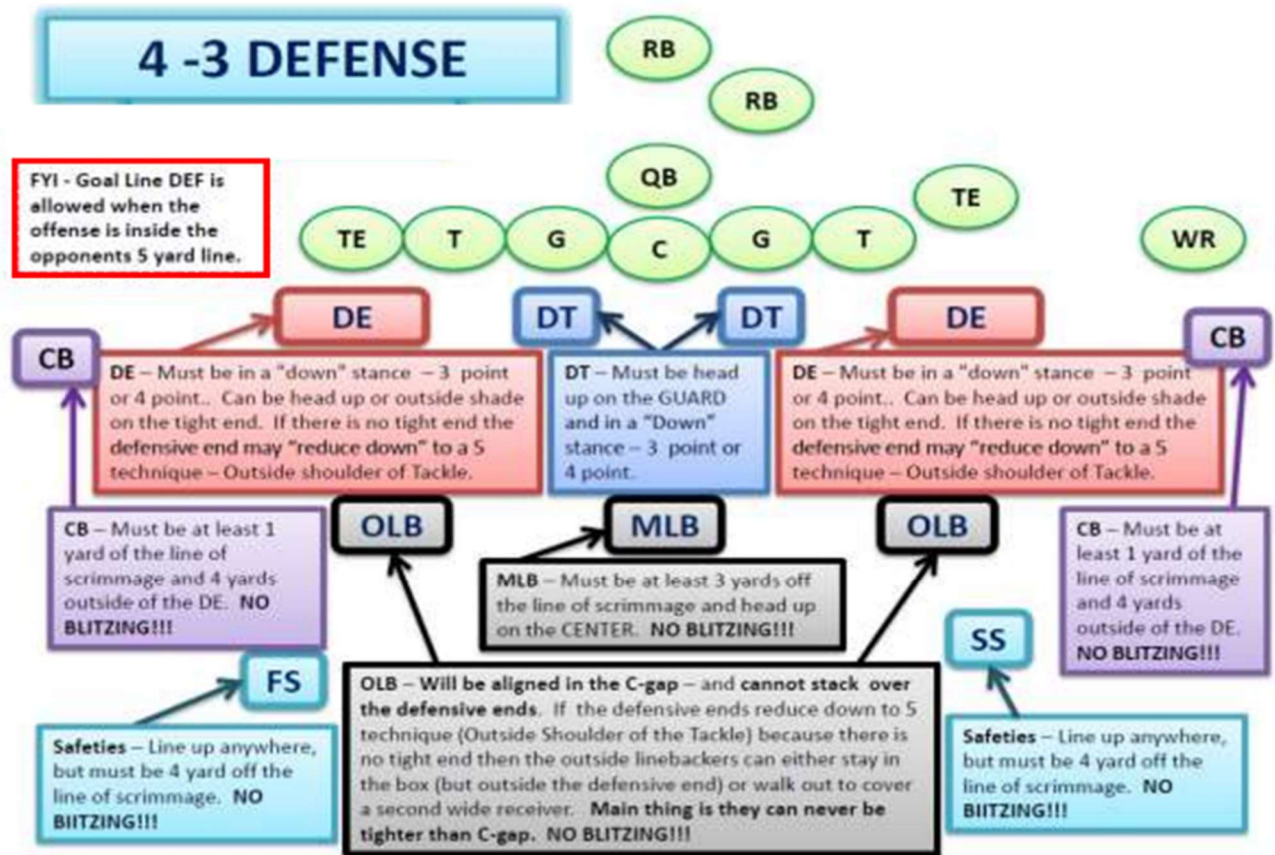 4 -3 DEFENSE
RB
RB
QB
TE
FYI - Goal Line DEF is
allowed when the
offense is inside the
opponents 5 yard line.
TE
T
G
C
G
T
WR
DE
DT
DT
DE
CB
CB
DE – Must be in a "down" stance – 3 point
or 4 point.. Can be head up or outside shade
on the tight end. If there is no tight end the
defensive end may "reduce down" to a 5
technique – Outside shoulder of Tackle.
DT – Must be head
up on the GUARD
and in a "Down"
stance – 3 point or
4 point.
DE – Must be in a "down" stance – 3 point
or 4 point.. Can be head up or outside shade
on the tight end. If there is no tight end the
defensive end may "reduce down" to a 5
technique – Outside shoulder of Tackle.
OLB
MLB
OLB
CB – Must be at least 1
yard of the line of
scrimmage and 4 yards
outside of the DE. NO
BLITZING!!!
MLB – Must be at least 3 yards off
the line of scrimmage and head up
on the CENTER. NO BLITZING!!!
CB – Must be at
least 1 yard of the
line of scrimmage
and 4 yards
outside of the DE.
NO BLITZING!!!
FS
SS
OLB – Will be aligned in the C-gap – and cannot stack over
the defensive ends. If the defensive ends reduce down to 5
technique (Outside Shoulder of the Tackle) because there is
no tight end then the outside linebackers can either stay in
the box (but outside the defensive end) or walk out to cover
a second wide receiver. Main thing is they can never be
tighter than C-gap. NO BLITZING!!!
Safeties – Line up anywhere,
but must be 4 yard off the
line of scrimmage. NO
BIITZING!!!
Safeties – Line up anywhere,
but must be 4 yard off the
line of scrimmage. NO
BIITZING!!!